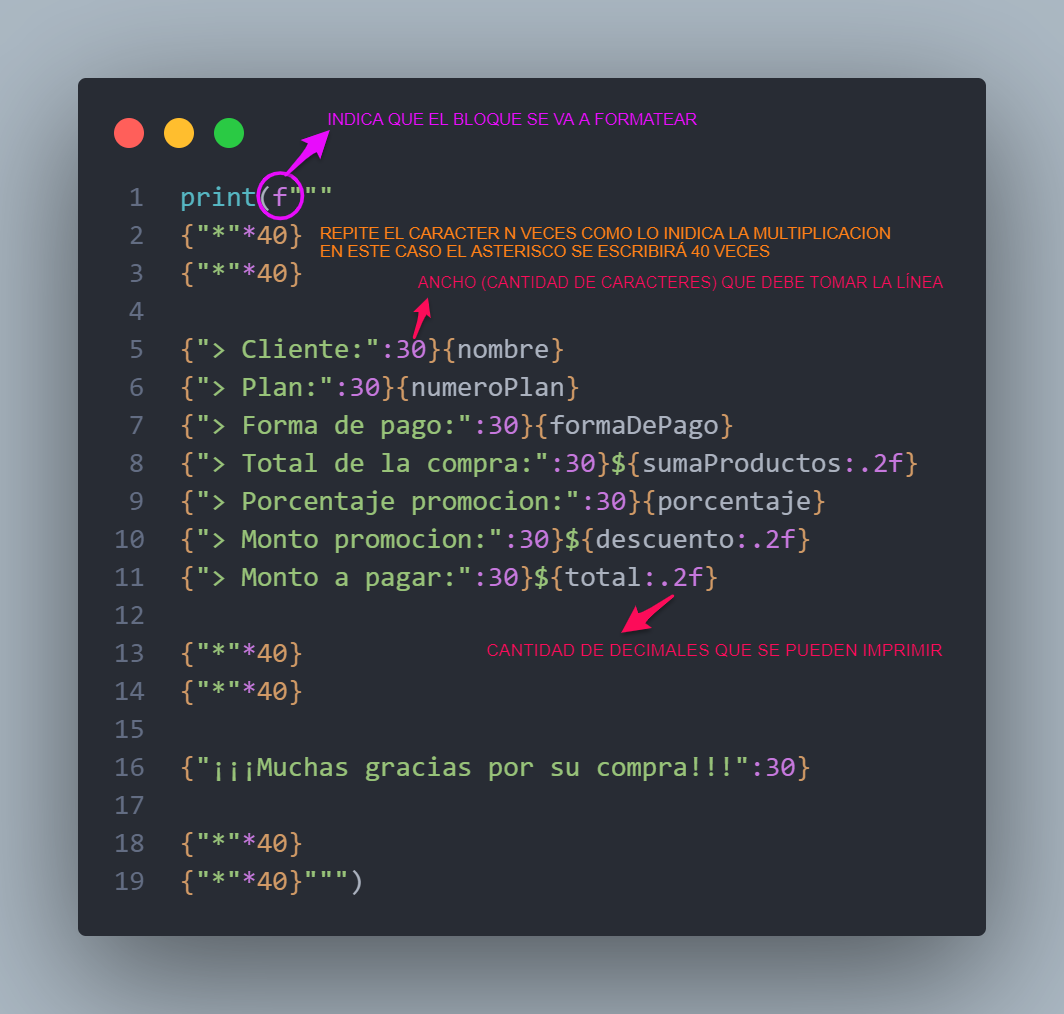 INDICA QUE EL BLOQUE SE VA A FORMATEAR
1 print(f"""
2 {"*"*40}
REPITE EL CARACTER N VECES COMO LO INIDICA LA MULTIPLICACION
EN ESTE CASO EL ASTERISCO SE ESCRIBIRÁ 40 VECES
3 {"*"*40}
ANCHO (CANTIDAD DE CARACTERES) QUE DEBE TOMAR LA LÍNEA
4
5 {"> Cliente:":30}{nombre}
6 {"> Plan:":30}{numeroPlan}
7 {"> Forma de pago:":30}{formaDePago}
8 {"> Total de la compra:":30}${sumaProductos:.2f}
9 {"> Porcentaje promocion:":30}{porcentaje}
10 {"> Monto promocion:":30}${descuento:.2f}
11 {"> Monto a pagar:":30}${total:.2f}
12
CANTIDAD DE DECIMALES QUE SE PUEDEN IMPRIMIR
13 {"*"*40}
14 {"*"*40}
15
16 {"¡¡¡Muchas gracias por su compra!!!":30}
17
18 {"*"*40}
19 {"*"*40}""")